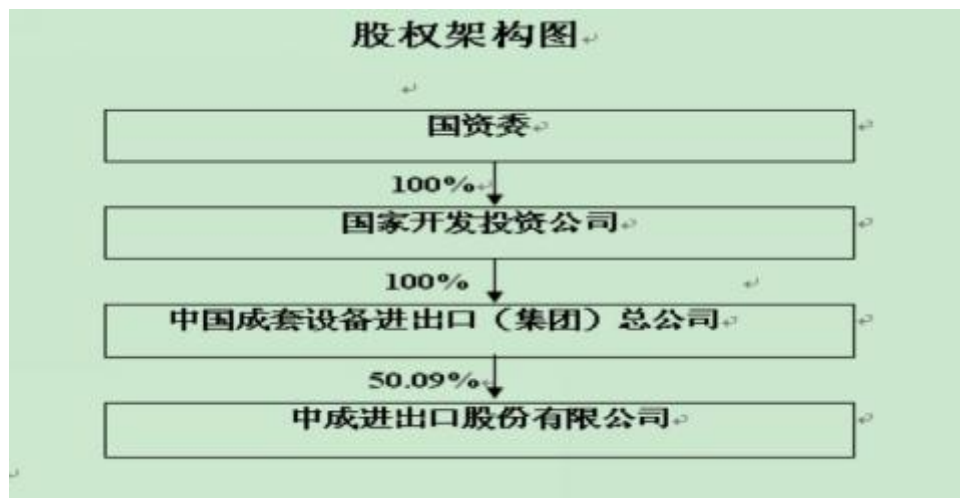 股权架构图
国资委
100%
国家开发投资公司
100%
中国成套设备进出口（集团）总公司
50.09%
中成进出口股份有限公司